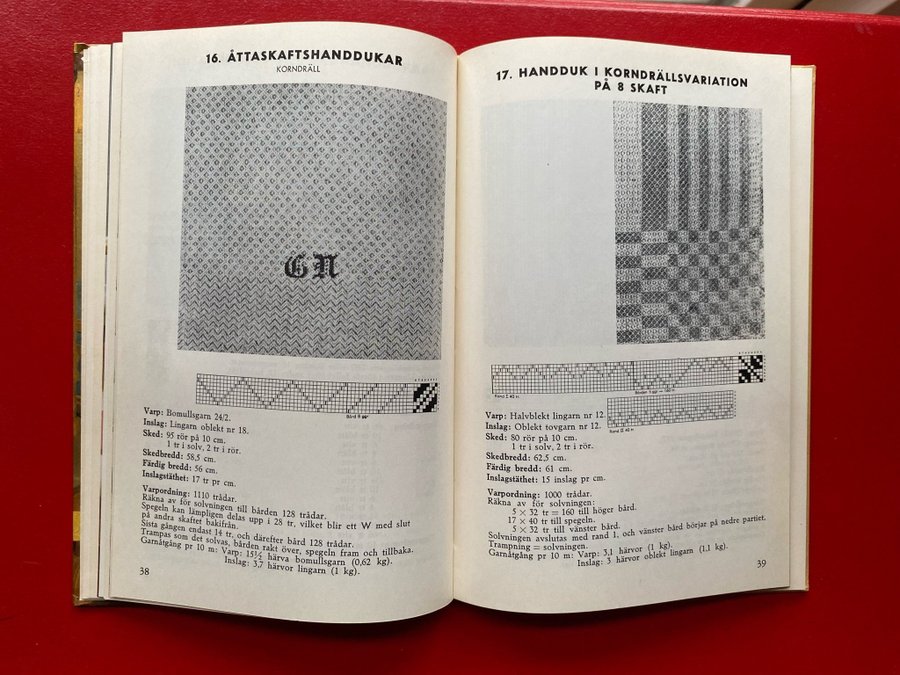 16. ÅTTASKAFTSHANDDUKAR
KORNDRÄLL
GN
Bård R
Varp: Bomullsgarn 24/2.
Inslag: Lingarn oblekt nr 18.
Sked: 95 rör på 10 cm.
1 tr i solv, 2 tr i rör.
Skedbredd: 58,5 cm.
Färdig bredd: 56 cm.
Inslagstäthet: 17 tr pr cm.
Varpordning: 1110 trådar.
Räkna av för solvningen till bården 128 trådar.
Spegeln kan lämpligen delas upp i 28 tr, vilket blir ett W med slut
på andra skaftet bakifrån.
Sista gången endast 14 tr, och därefter bård 128 trådar.
Trampas som det solvas, bården rakt över, spegeln fram och tillbaka.
Garnåtgång pr 10 m: Varp: 15½ härva bomullsgarn (0,62 kg).
Inslag: 3,7 härvor lingarn (1 kg).
38
17. HANDDUK I KORNDRÄLLSVARIATION
PÅ 8 SKAFT
Rand I
Rand II
Varp: Halvblekt lingarn nr 12.
Inslag: Oblekt tovgarn nr 12.
Sked: 80 rör på 10 cm.
1 tr i solv, 2 tr i rör.
Skedbredd: 62,5 cm.
Färdig bredd: 61 cm.
Inslagstäthet: 15 inslag pr cm.
Varpordning: 1000 trådar.
Räkna av för solvningen:
5 × 32 tr = 160 till höger bård.
17 × 40 tr till spegeln.
5 × 32 tr till vänster bård.
Solvningen avslutas med rand 1, och vänster bård börjar på nedre partiet.
Trampning = solvningen.
Garnåtgång pr 10 m: Varp: 3,1 härvor (1 kg).
Inslag: 3 härvor oblekt lingarn (1,1 kg).
39